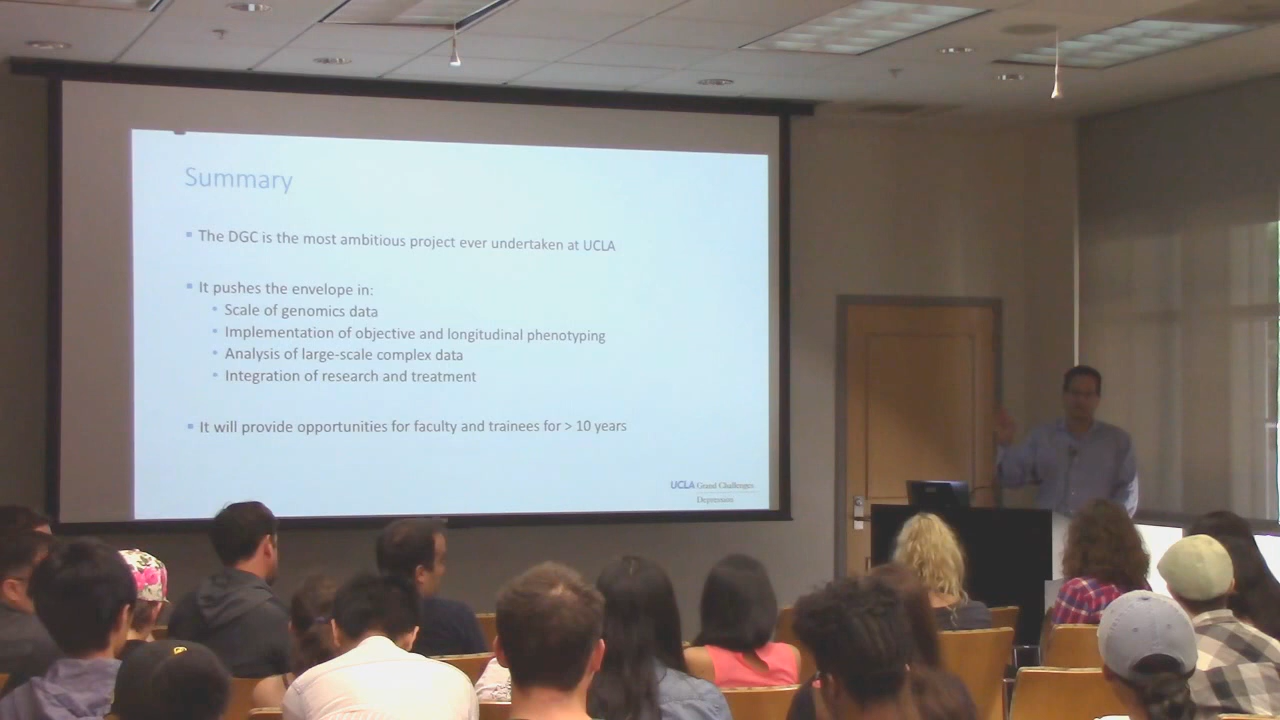 Summary
▪ The DGC is the most ambitious project ever undertaken at UCLA
▪ It pushes the envelope in:
▪ Scale of genomics data
▪ Implementation of objective and longitudinal phenotyping
▪ Analysis of large-scale complex data
▪ Integration of research and treatment
▪ It will provide opportunities for faculty and trainees for > 10 years
UCLA Grand Challenges
Depression